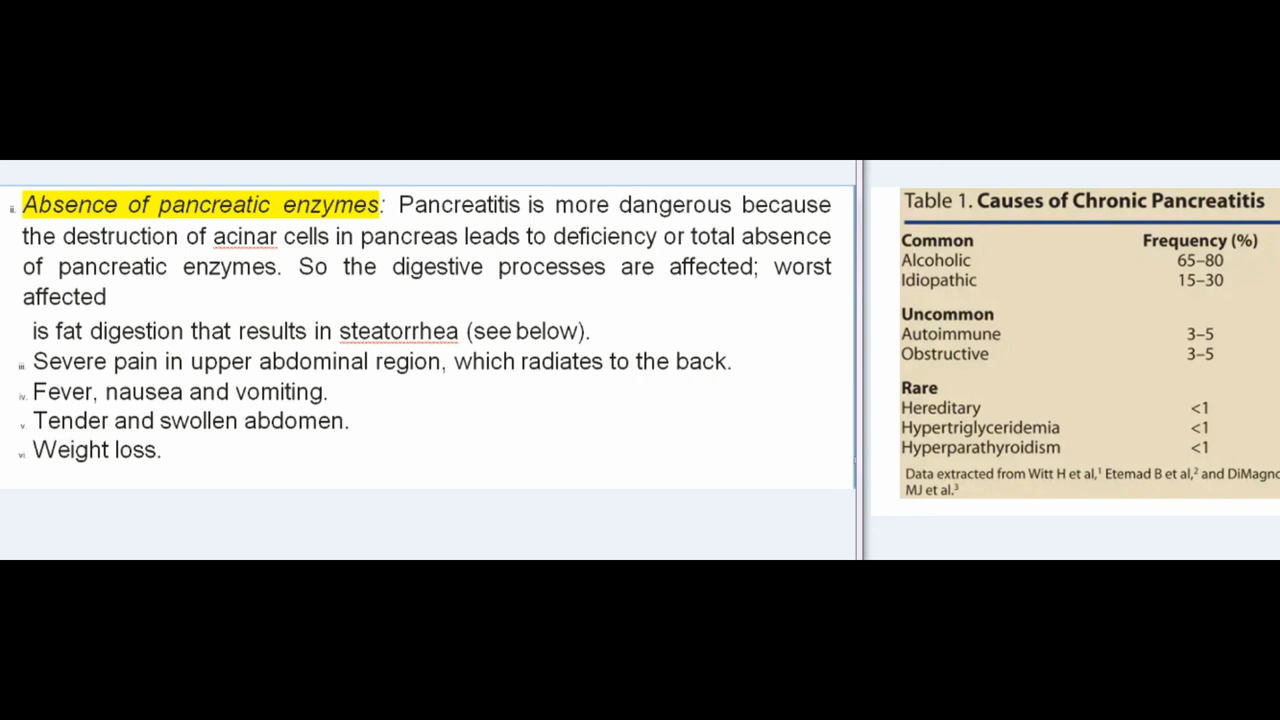 ii. Absence of pancreatic enzymes: Pancreatitis is more dangerous because
the destruction of acinar cells in pancreas leads to deficiency or total absence
of pancreatic enzymes. So the digestive processes are affected; worst
affected
is fat digestion that results in steatorrhea (see below).
iii. Severe pain in upper abdominal region, which radiates to the back.
iv. Fever, nausea and vomiting.
v. Tender and swollen abdomen.
vi. Weight loss.
Table 1. Causes of Chronic Pancreatitis
Common Frequency (%)
Alcoholic 65–80
Idiopathic 15–30
Uncommon
Autoimmune 3–5
Obstructive 3–5
Rare
Hereditary <1
Hypertriglyceridemia <1
Hyperparathyroidism <1
Data extracted from Witt H et al,¹ Etemad B et al,² and DiMagno
MJ et al.³